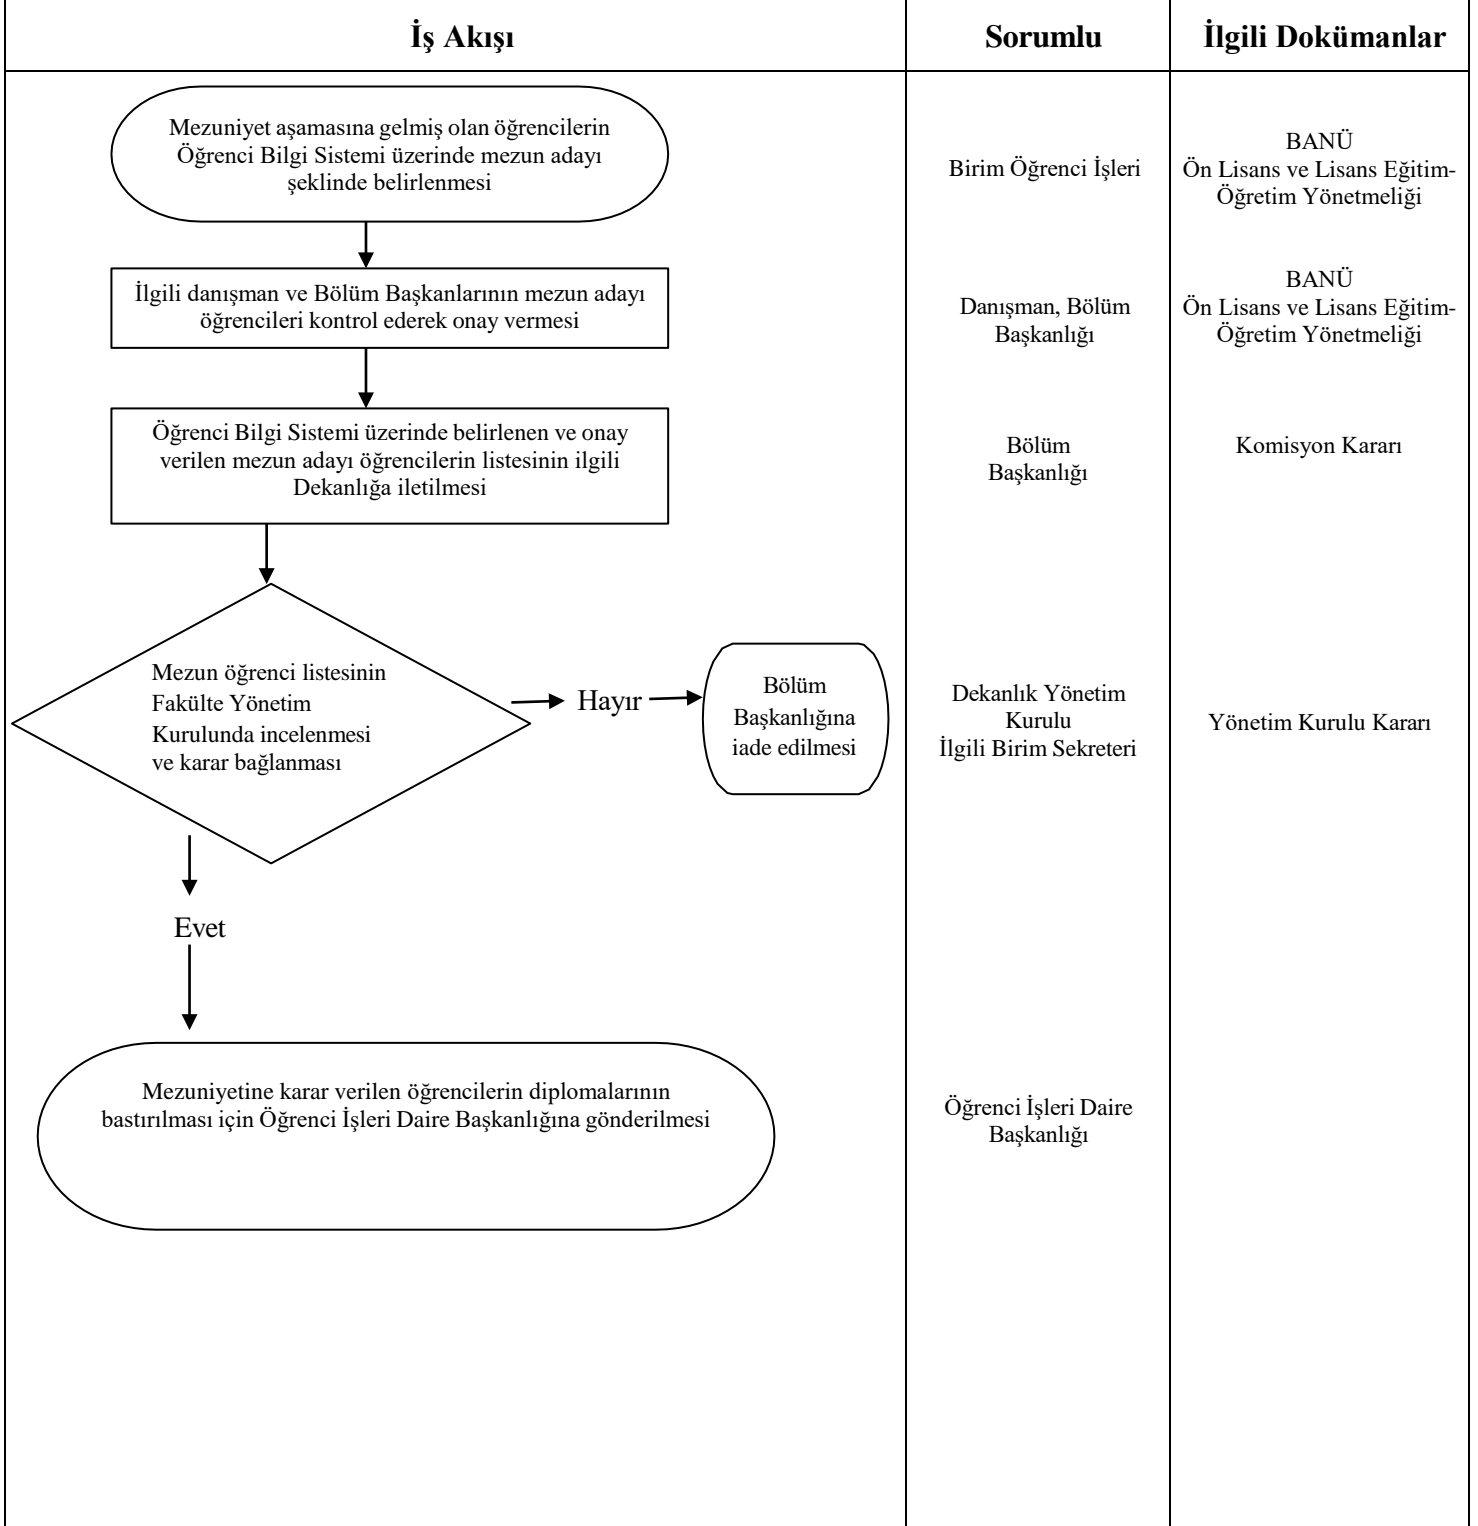 İş Akışı
Sorumlu
İlgili Dokümanlar
Mezuniyet aşamasına gelmiş olan öğrencilerin
Öğrenci Bilgi Sistemi üzerinde mezun adayı
şeklinde belirlenmesi
Birim Öğrenci İşleri
BANÜ
Ön Lisans ve Lisans Eğitim-
Öğretim Yönetmeliği
İlgili danışman ve Bölüm Başkanlarının mezun adayı
öğrencileri kontrol ederek onay vermesi
Danışman, Bölüm
Başkanlığı
BANÜ
Ön Lisans ve Lisans Eğitim-
Öğretim Yönetmeliği
Öğrenci Bilgi Sistemi üzerinde belirlenen ve onay
verilen mezun adayı öğrencilerin listesinin ilgili
Dekanlığa iletilmesi
Bölüm
Başkanlığı
Komisyon Kararı
Mezun öğrenci listesinin
Fakülte Yönetim
Kurulunda incelenmesi
ve karar bağlanması
Hayır
Bölüm
Başkanlığına
iade edilmesi
Dekanlık Yönetim
Kurulu
İlgili Birim Sekreteri
Yönetim Kurulu Kararı
Evet
Mezuniyetine karar verilen öğrencilerin diplomalarının
bastırılması için Öğrenci İşleri Daire Başkanlığına gönderilmesi
Öğrenci İşleri Daire
Başkanlığı